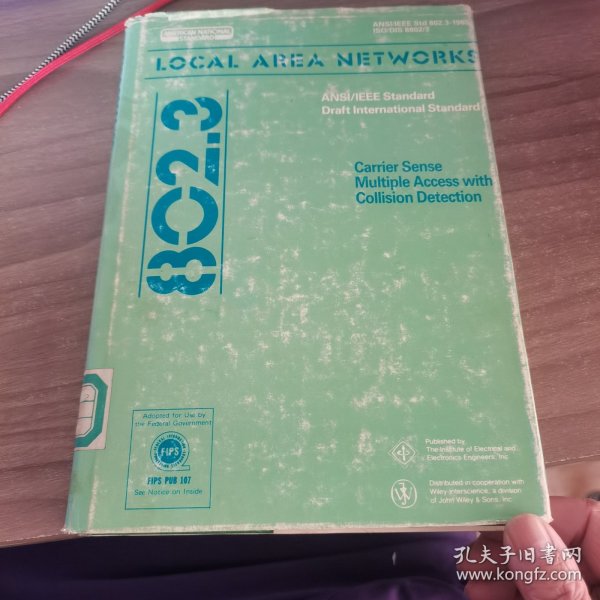 AMERICAN NATIONAL
STANDARD
ANSI/IEEE Std 802.3-1985
ISO/DIS 8802/3
LOCAL AREA NETWORKS
802.3
ANSI/IEEE Standard
Draft International Standard
Carrier Sense
Multiple Access with
Collision Detection
Adopted for Use by
the Federal Government
FIPS
FIPS PUB 107
See Notice on Inside
Published by
The Institute of Electrical and
Electronics Engineers, Inc
Distributed in cooperation with
Wiley-Interscience, a division
of John Wiley & Sons, Inc
孔夫子旧书网
www.kongfz.com